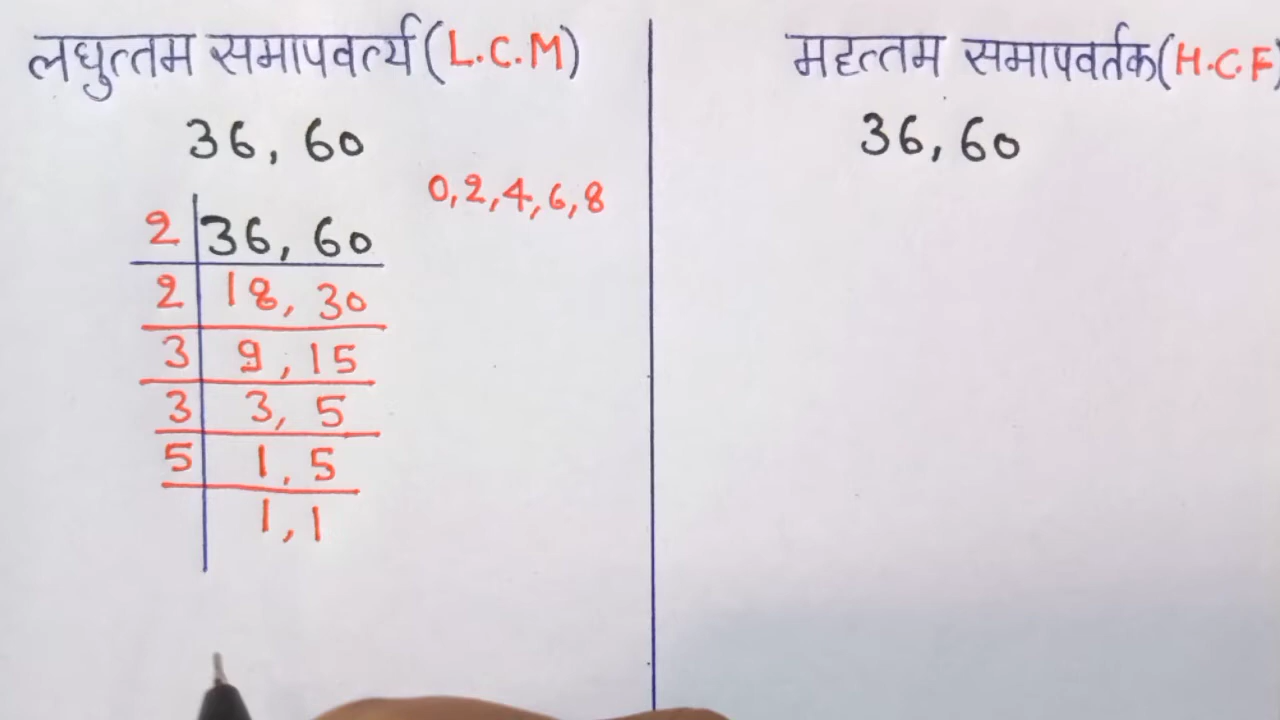 लघुत्तम समापवर्त्य (L.C.M)
36, 60
0, 2, 4, 6, 8
2 36, 60
2 18, 30
3 9, 15
3 3, 5
5 1, 5
1, 1
महत्तम समापवर्तक (H.C.F)
36, 60